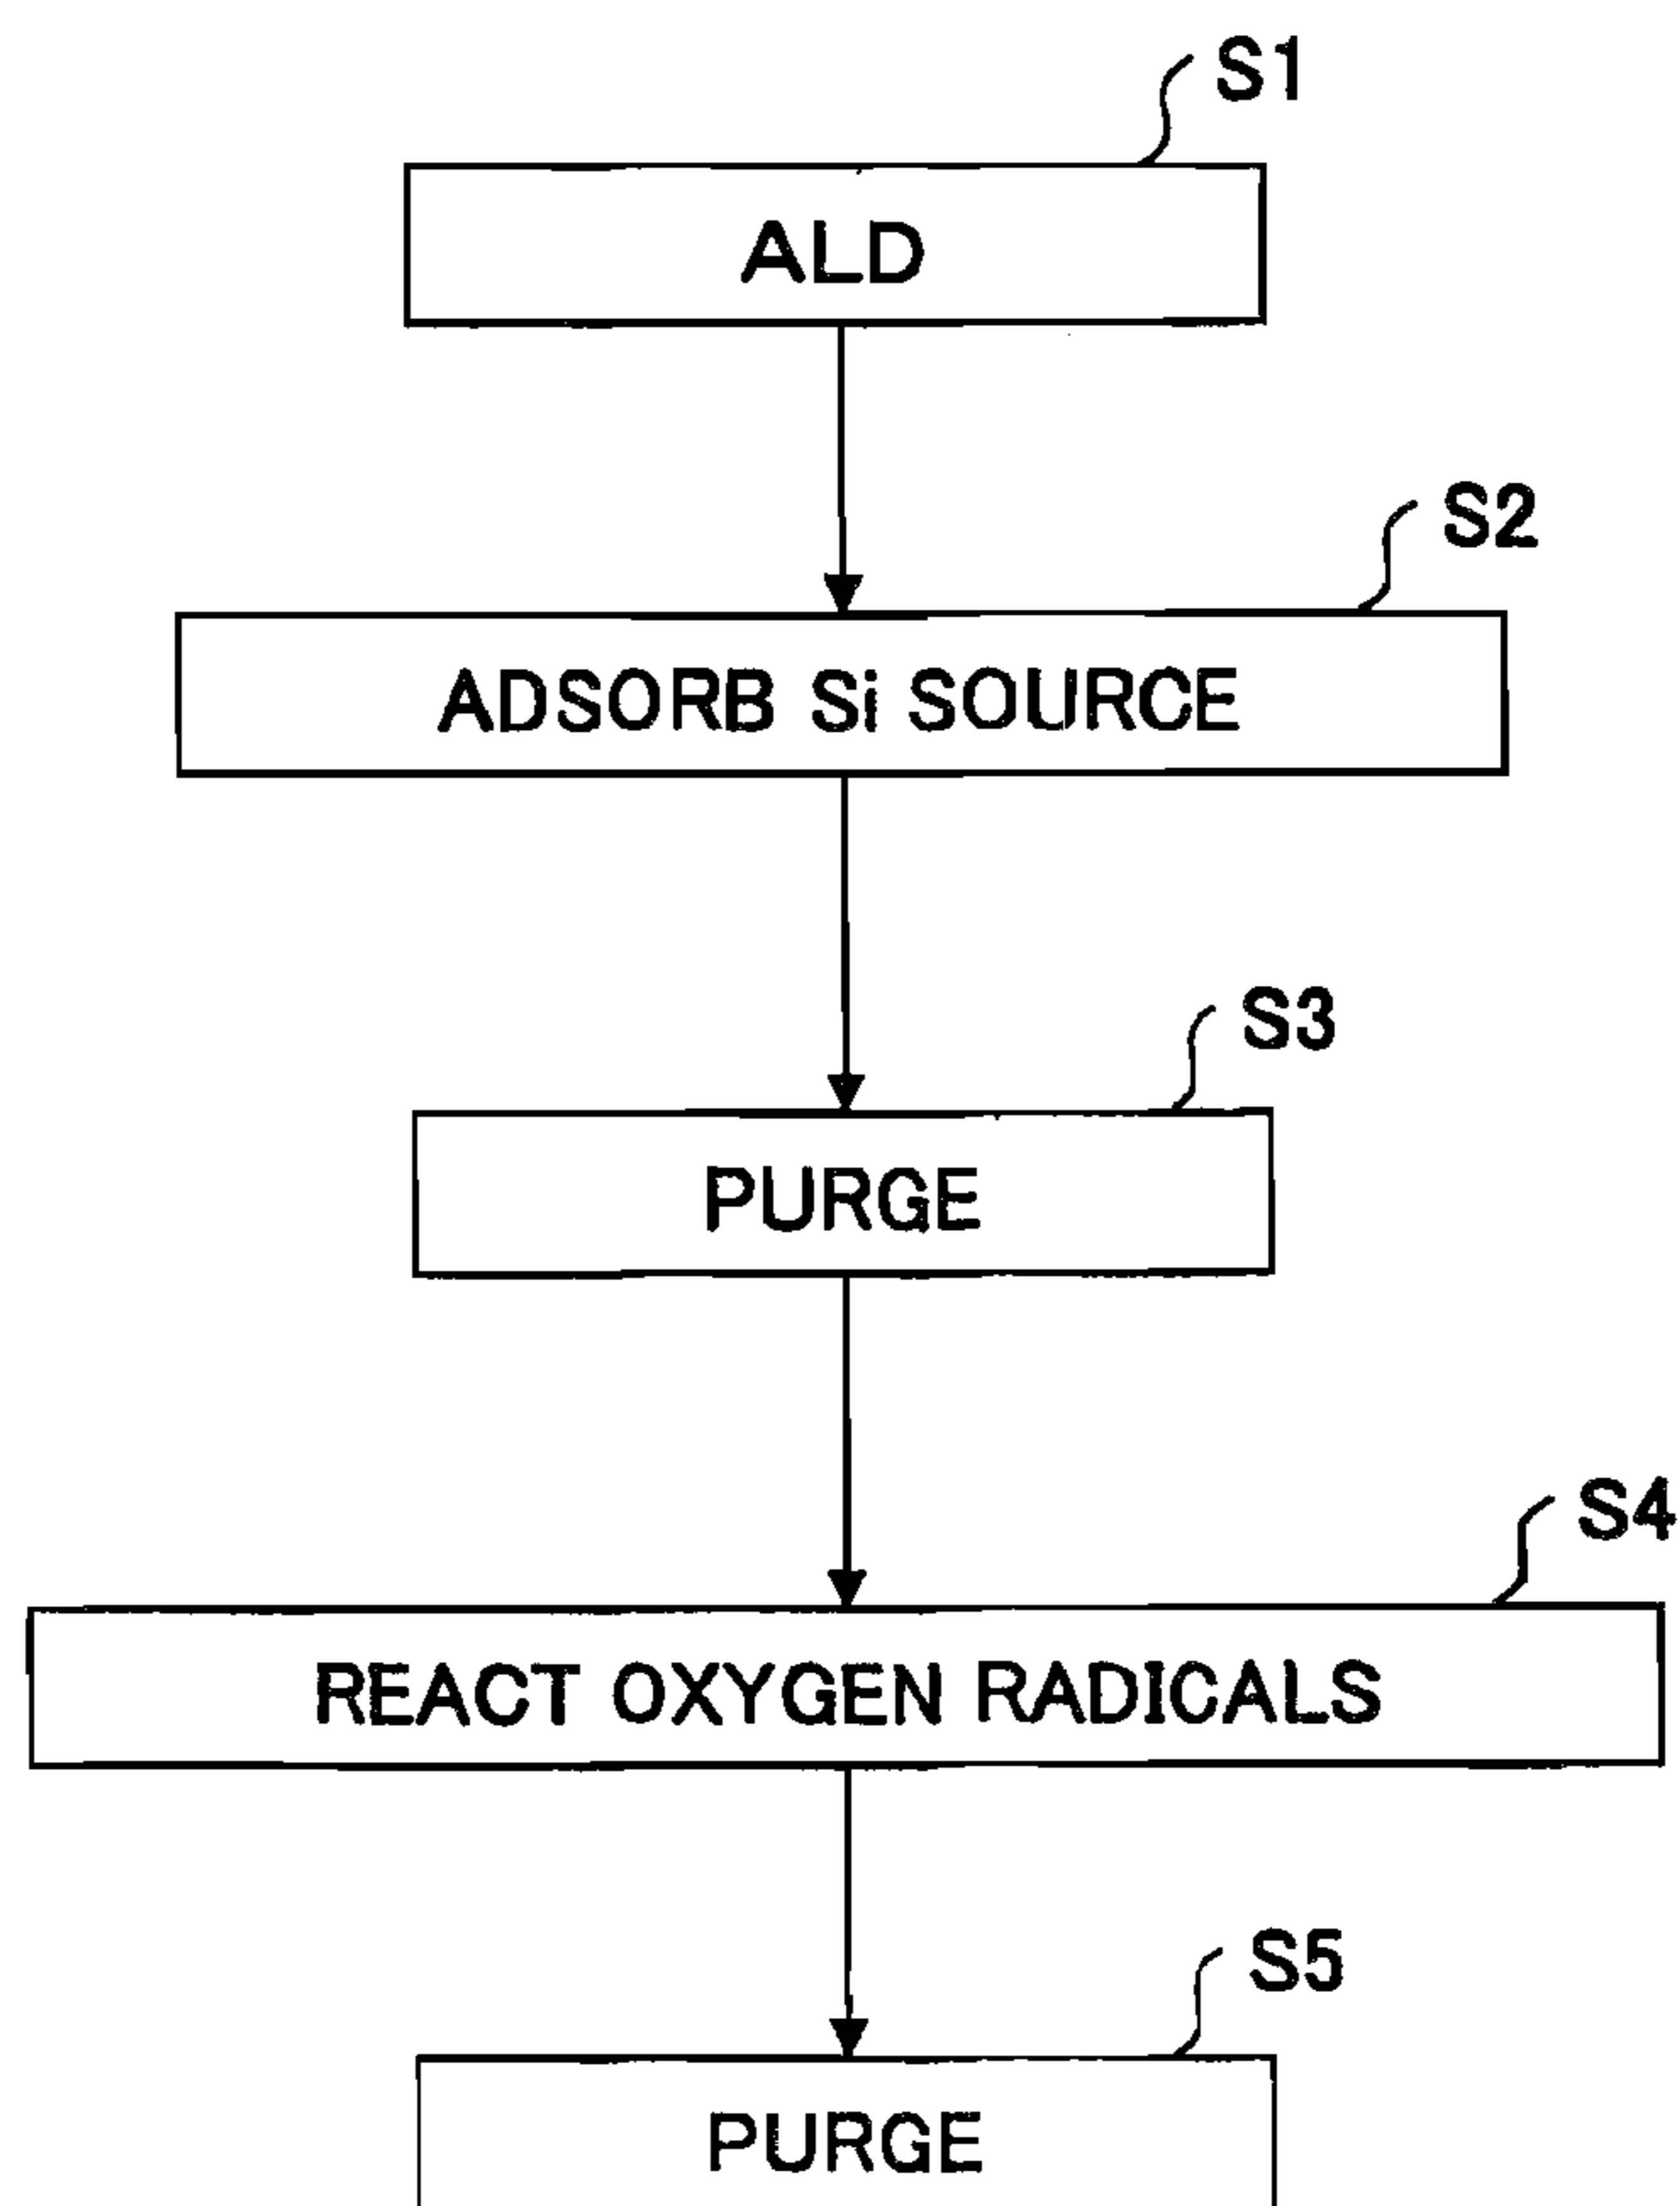 S1
ALD
S2
ADSORB Si SOURCE
S3
PURGE
S4
REACT OXYGEN RADICALS
S5
PURGE